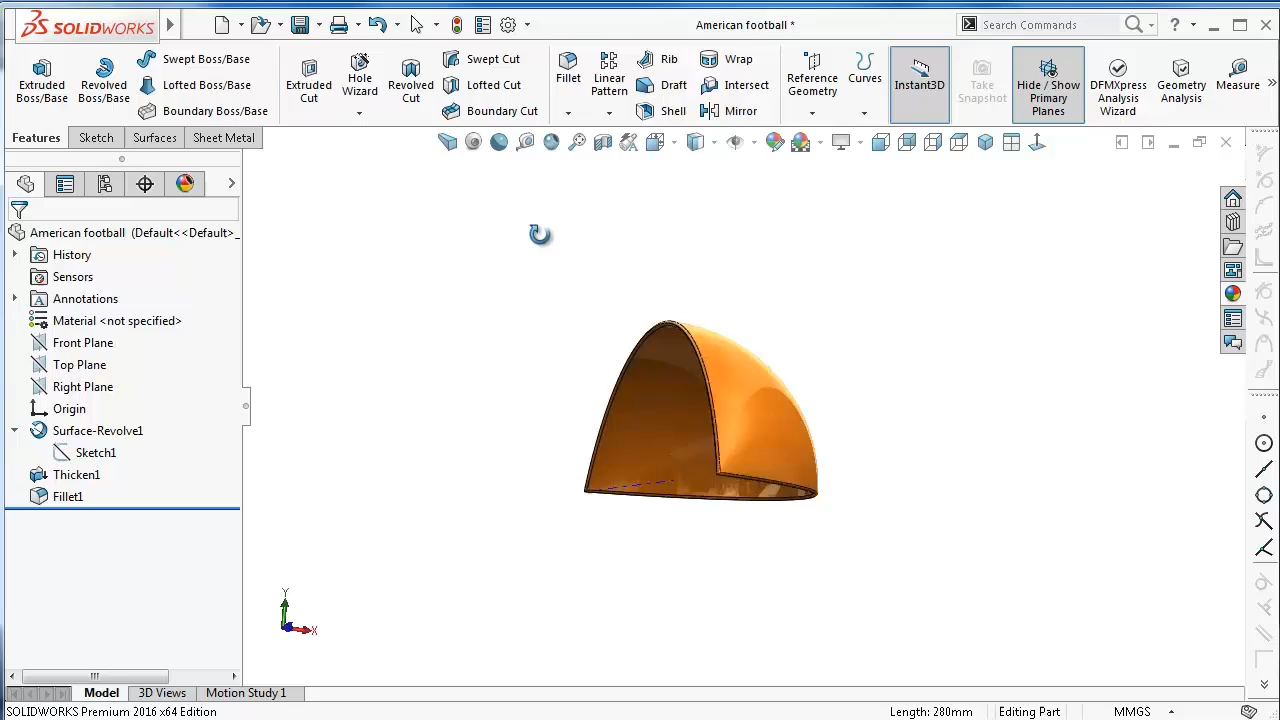 SOLIDWORKS
American football *
Search Commands
Extruded Boss/Base
Revolved Boss/Base
Swept Boss/Base
Lofted Boss/Base
Boundary Boss/Base
Extruded Cut
Hole Wizard
Revolved Cut
Swept Cut
Lofted Cut
Boundary Cut
Fillet
Linear Pattern
Rib
Draft
Shell
Wrap
Intersect
Mirror
Reference Geometry
Curves
Instant3D
Take Snapshot
Hide / Show Primary Planes
DFMXpress Analysis Wizard
Geometry Analysis
Measure
Features
Sketch
Surfaces
Sheet Metal
American football (Default<<Default>_
History
Sensors
Annotations
Material <not specified>
Front Plane
Top Plane
Right Plane
Origin
Surface-Revolve1
Sketch1
Thicken1
Fillet1
Y
X
Model
3D Views
Motion Study 1
SOLIDWORKS Premium 2016 x64 Edition
Length: 280mm
Editing Part
MMGS